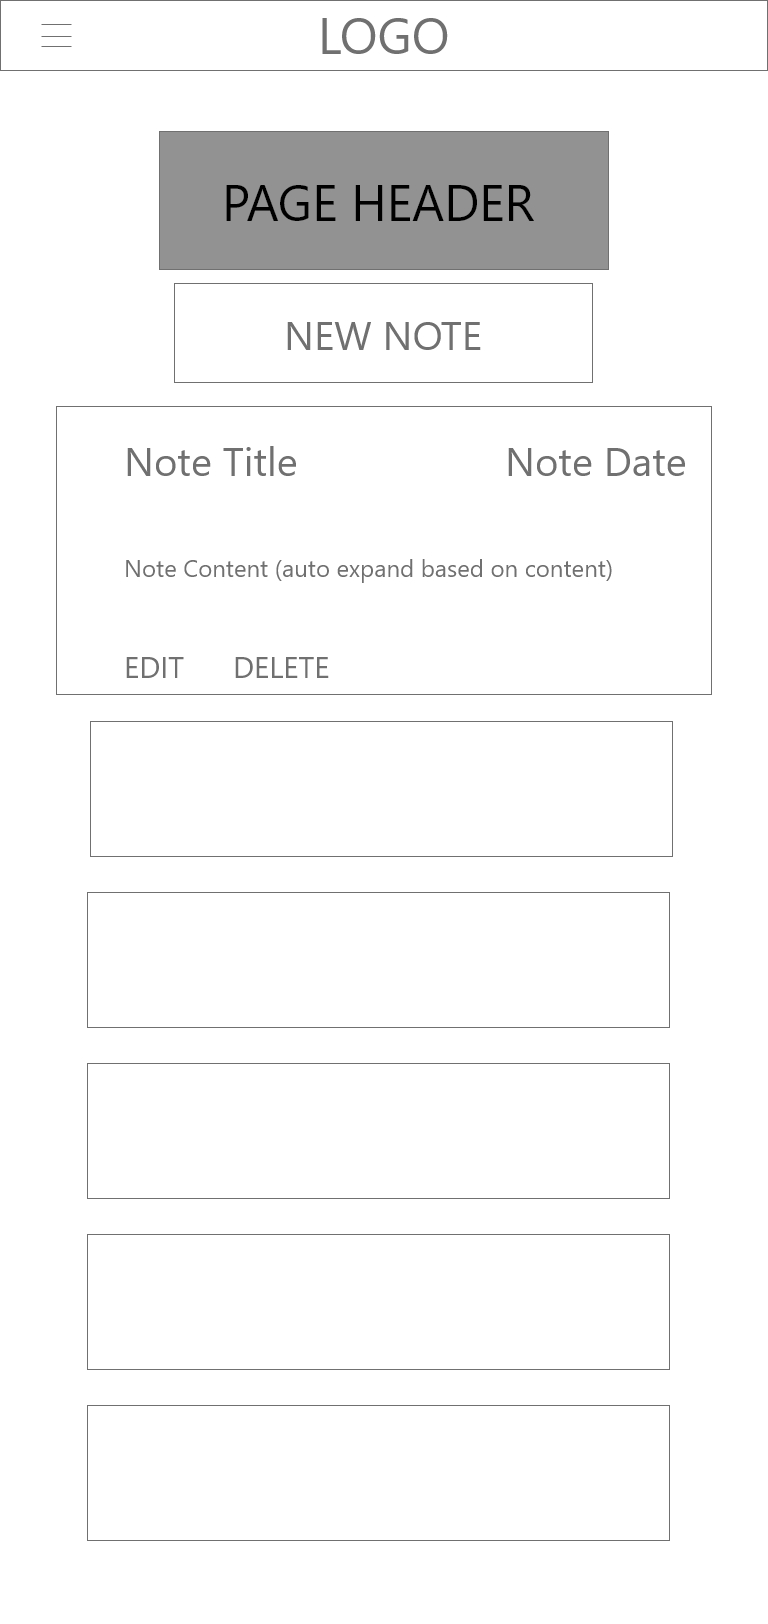 LOGO
PAGE HEADER
NEW NOTE
Note Title Note Date
Note Content (auto expand based on content)
EDIT DELETE